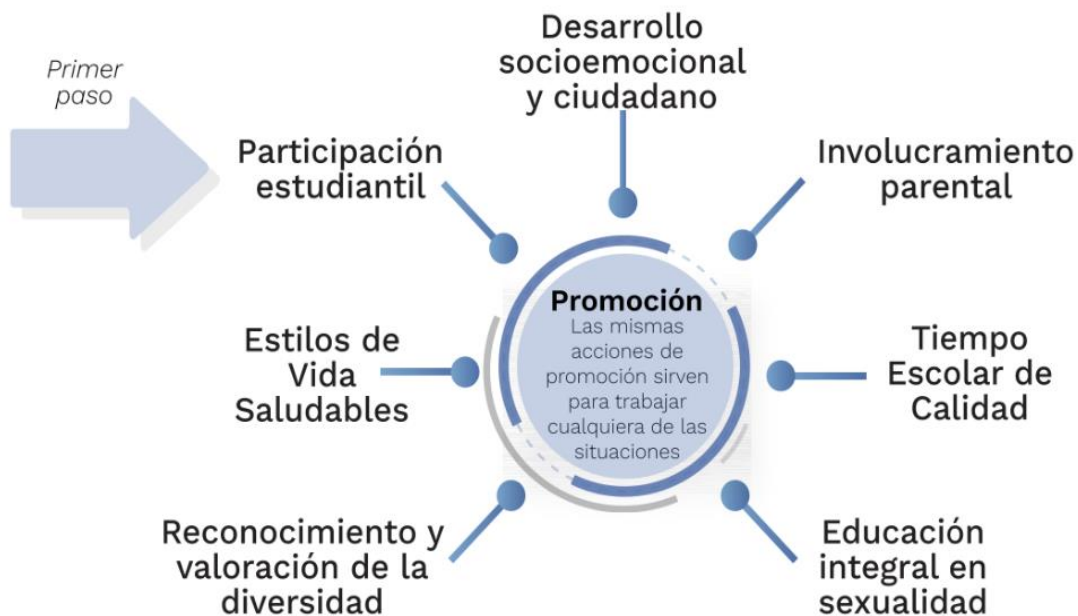 Primer
paso
Desarrollo
socioemocional
y ciudadano
Participación
estudiantil
Involucramiento
parental
Promoción
Las mismas
acciones de
promoción sirven
para trabajar
cualquiera de las
situaciones
Estilos de
Vida
Saludables
Tiempo
Escolar de
Calidad
Reconocimiento y
valoración de la
diversidad
Educación
integral en
sexualidad